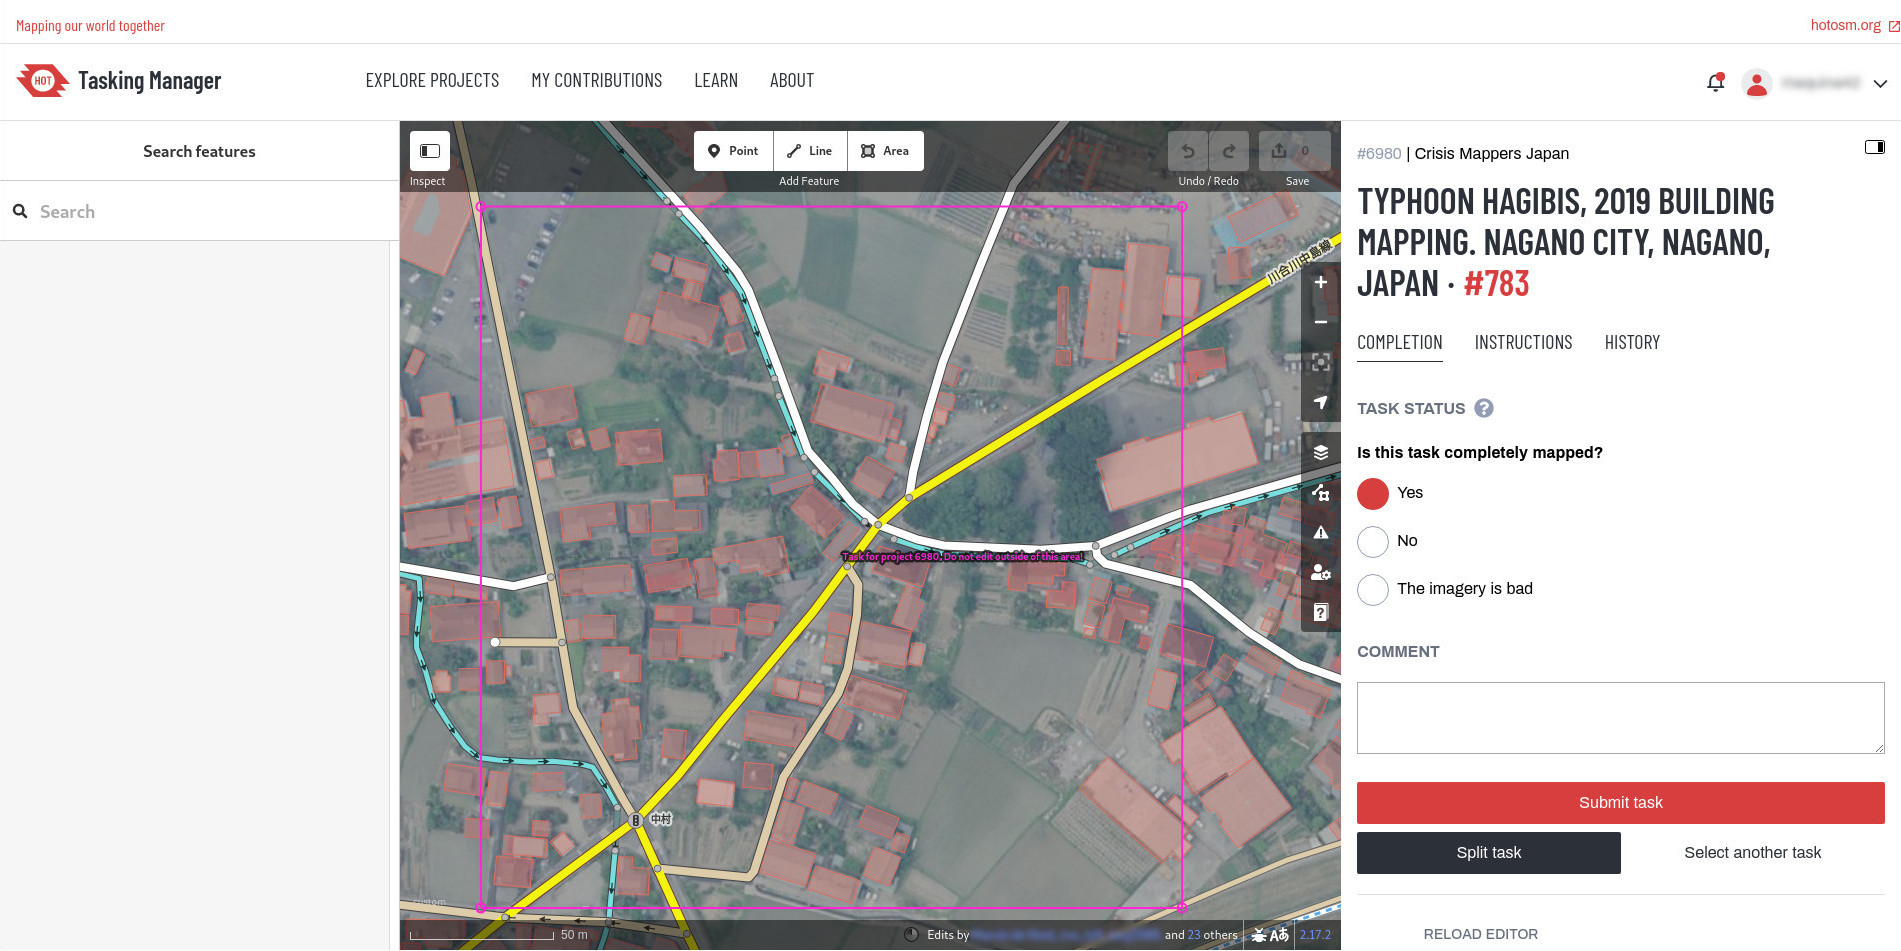 Mapping our world together
hotosm.org
HOT
Tasking Manager
EXPLORE PROJECTS
MY CONTRIBUTIONS
LEARN
ABOUT
Search features
Search
Inspect
Point
Line
Area
Add Feature
Undo / Redo
0
Save
川合川中島線
Task for project 6980. Do not edit outside of this area!
中村
custom
50 m
Edits by
and 23 others
2.17.2
#6980 | Crisis Mappers Japan
TYPHOON HAGIBIS, 2019 BUILDING
MAPPING. NAGANO CITY, NAGANO,
JAPAN · #783
COMPLETION
INSTRUCTIONS
HISTORY
TASK STATUS ?
Is this task completely mapped?
Yes
No
The imagery is bad
COMMENT
Submit task
Split task
Select another task
RELOAD EDITOR